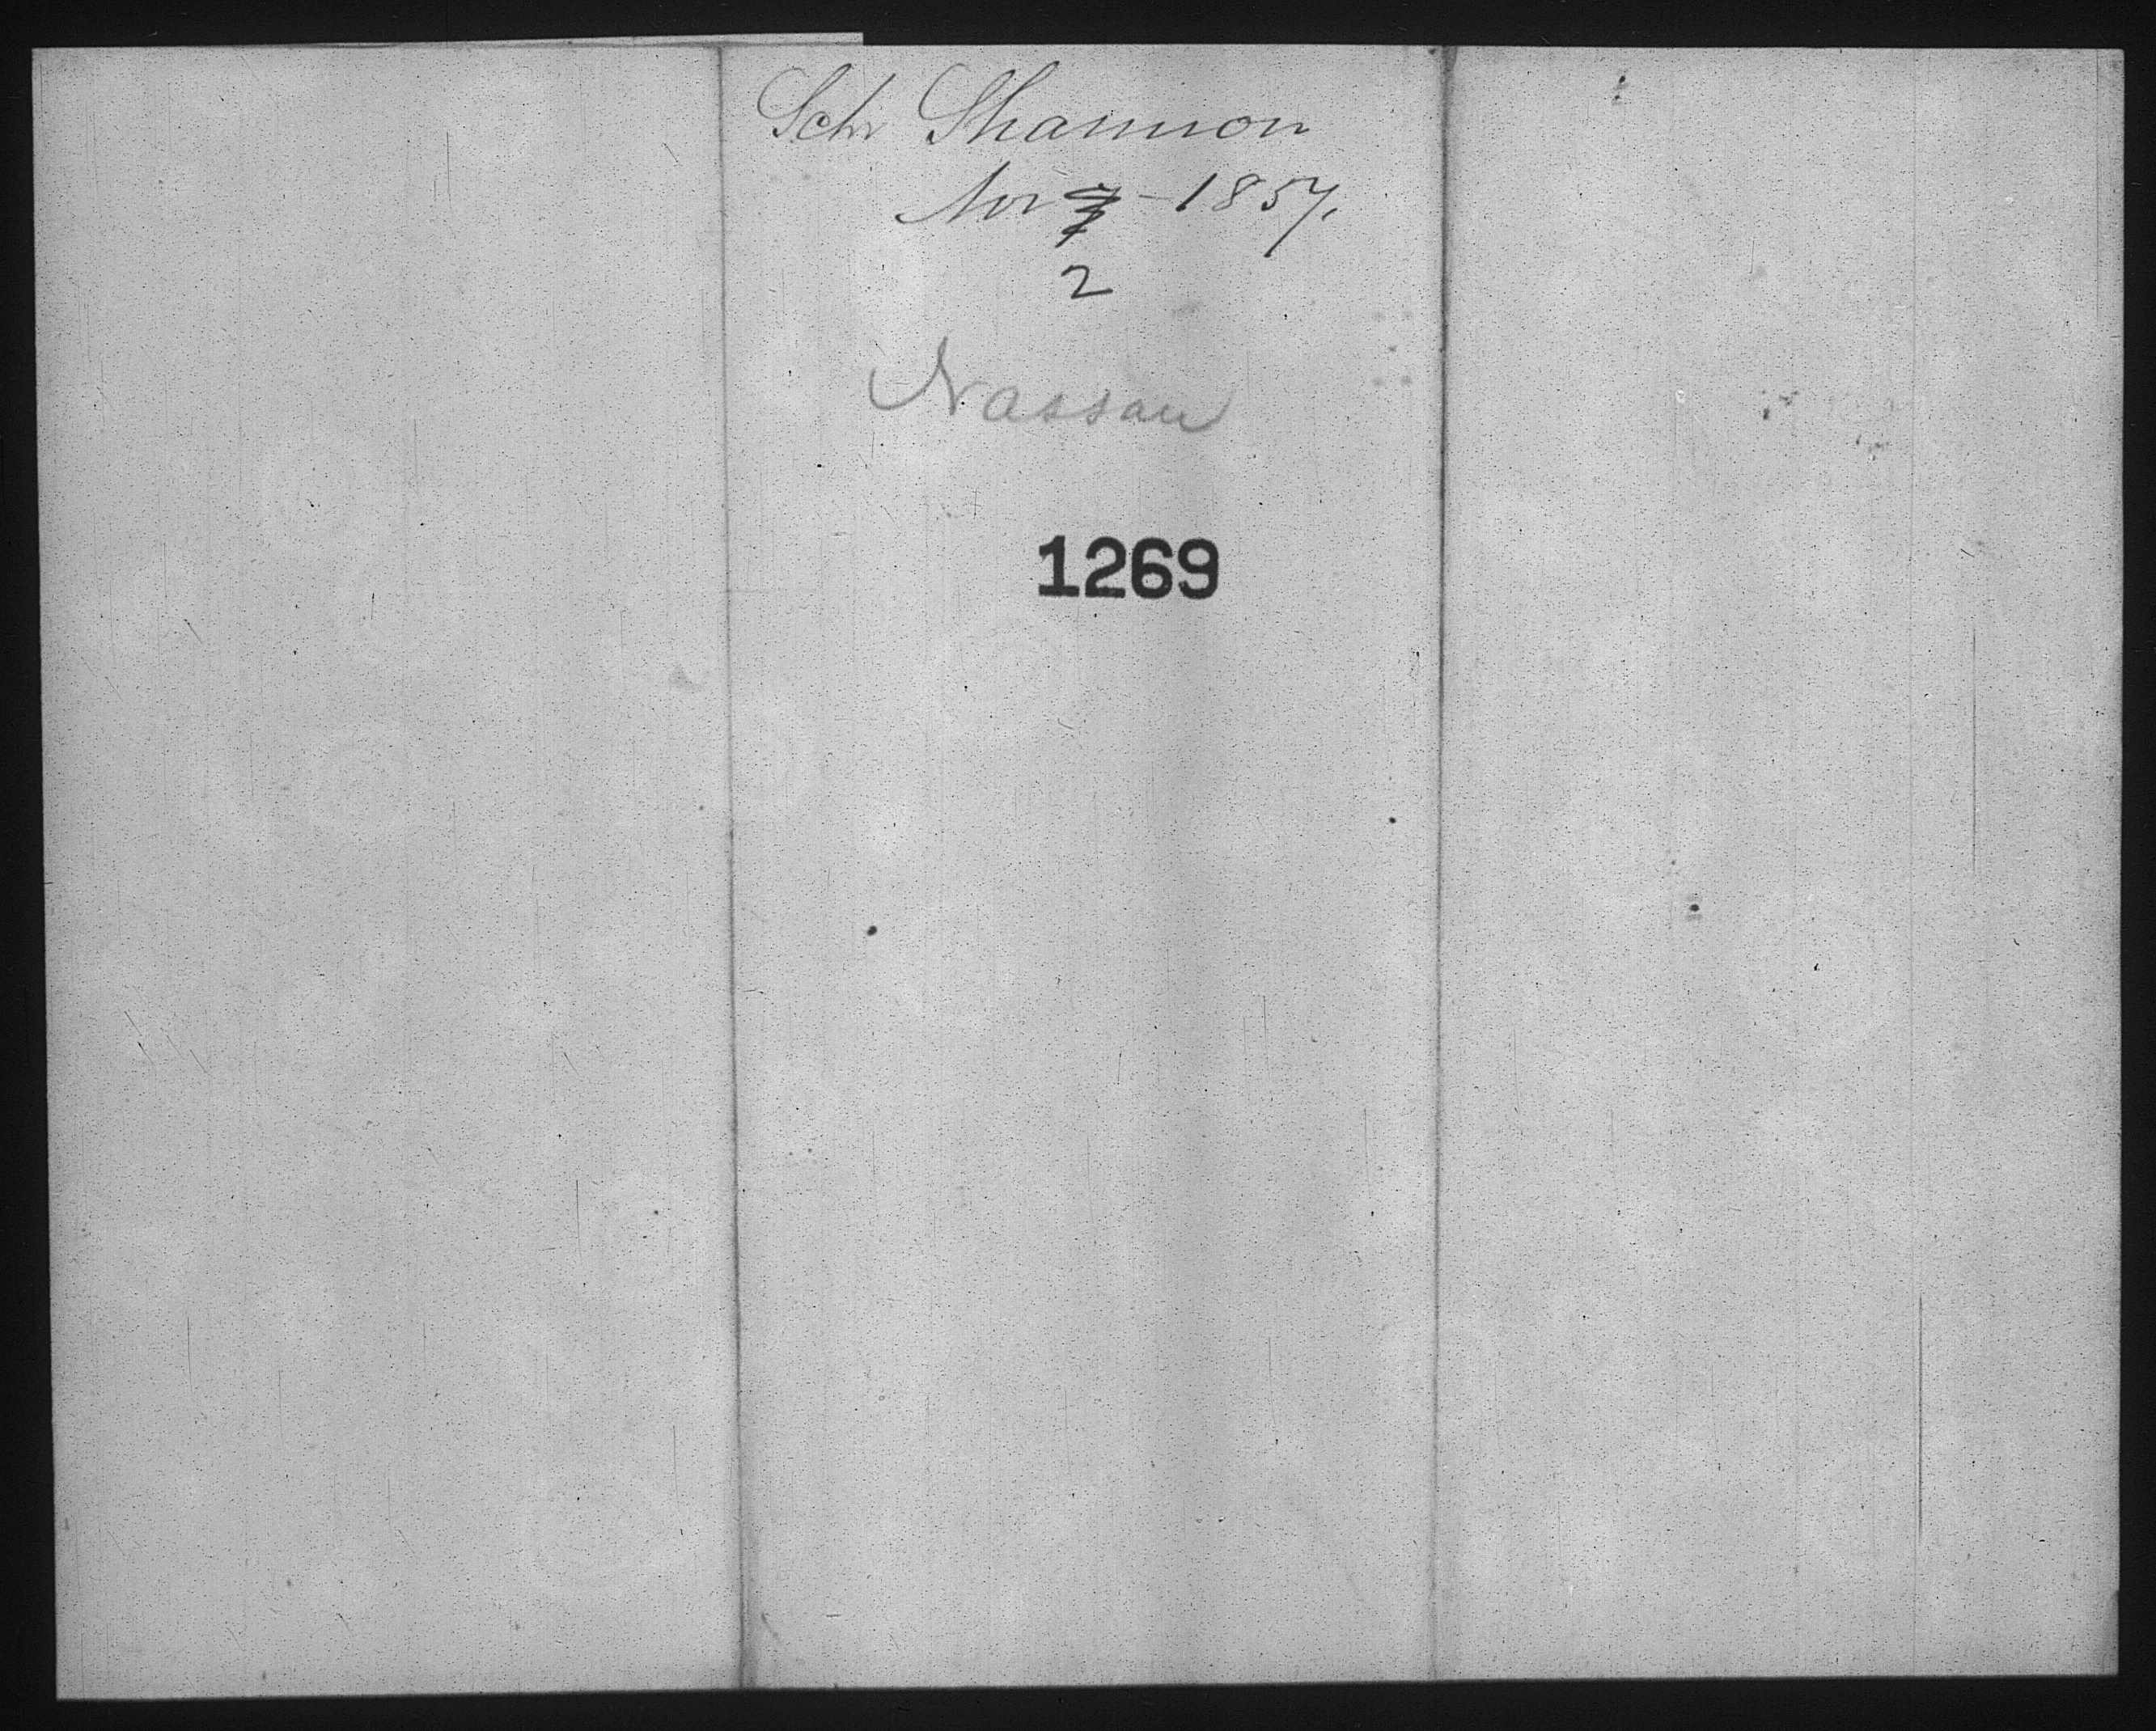 Schr Shannon
Nov 7 - 1857.
2
Nassau
1269